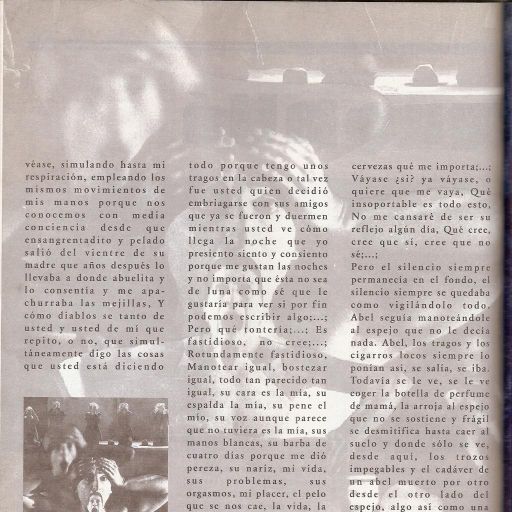 véase, simulando hasta mi
respiración, empleando los
mismos movimientos de
mis manos porque nos
conocemos con media
conciencia desde que
ensangrentadito y pelado
salió del vientre de su
madre que años después lo
llevaba a donde abuelita y
lo consentía y me apa-
churraba las mejillas, Y
cómo diablos se tanto de
usted y usted de mí que
repito, o no, que simul-
táneamente digo las cosas
que usted está diciendo
todo porque tengo unos
tragos en la cabeza o tal vez
fue usted quien decidió
embriagarse con sus amigos
que ya se fueron y duermen
mientras usted ve cómo
llega la noche que yo
presiento siento y consiento
porque me gustan las noches
y no importa que ésta no sea
de luna como sé que le
gustaría para ver si por fin
podemos escribir algo;...;
Pero qué tontería;...; Es
fastidioso, no cree;...;
Rotundamente fastidioso,
Manotear igual, bostezar
igual, todo tan parecido tan
igual, su cara es la mía, su
espalda la mía, su pene el
mío, su voz aunque parece
que no tuviera es la mía, sus
manos blancas, su barba de
cuatro días porque me dió
pereza, su nariz, mi vida,
sus problemas, sus
orgasmos, mi placer, el pelo
que se nos cae, la vida, la
cervezas qué me importa;...;
Váyase ¿si? ya váyase, o
quiere que me vaya, Qué
insoportable es todo esto,
No me cansaré de ser su
reflejo algún día, Qué cree,
cree que si, cree que no
sé;...;
Pero el silencio siempre
permanecía en el fondo, el
silencio siempre se quedaba
como vigilándolo todo.
Abel seguía manoteándole
al espejo que no le decía
nada. Abel, los tragos y los
cigarros locos siempre lo
ponían asi, se salía, se iba.
Todavía se le ve, se le ve
coger la botella de perfume
de mamá, la arroja al espejo
que no se sostiene y frágil
se desmitifica hasta caer al
suelo y donde sólo se ve,
desde aquí, los trozos
impegables y el cadáver de
un abel muerto por otro
desde el otro lado del
espejo, algo así como una